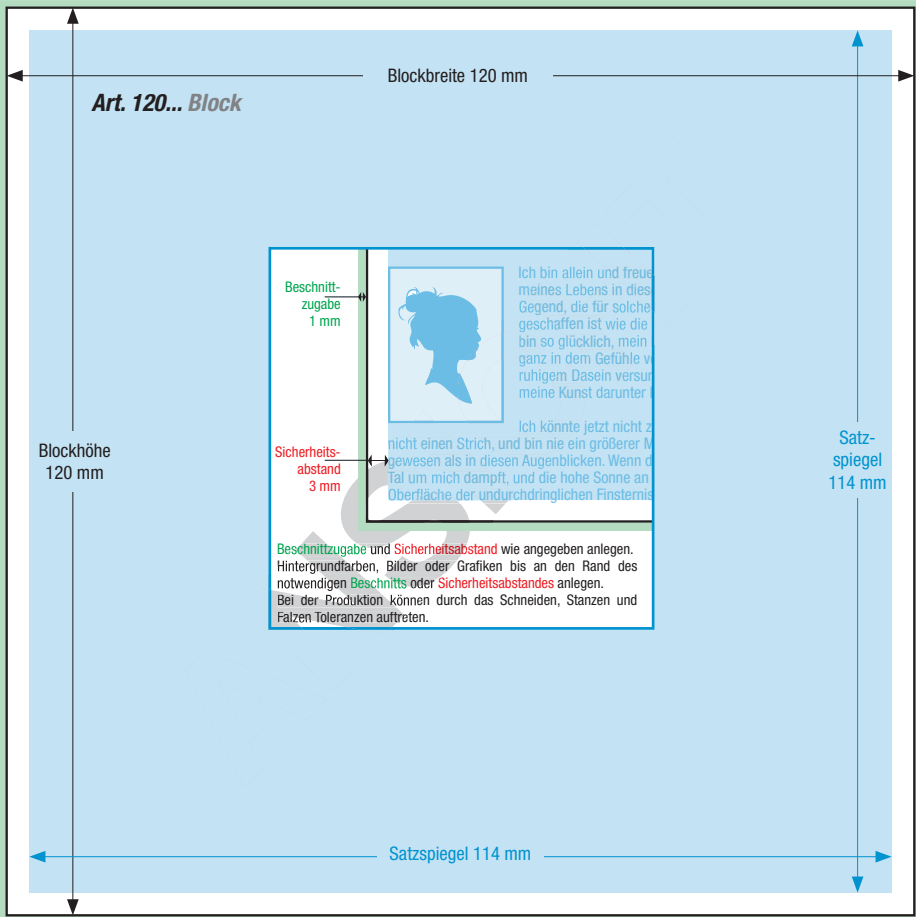 Blockbreite 120 mm
Art. 120... Block
Beschnitt-
zugabe
1 mm
Ich bin allein und freue
meines Lebens in dies
Gegend, die für solche
geschaffen ist wie die
bin so glücklich, mein
ganz in dem Gefühle v
ruhigem Dasein versun
meine Kunst darunter
Ich könnte jetzt nicht z
nicht einen Strich, und bin nie ein größerer M
gewesen als in diesen Augenblicken. Wenn d
Tal um mich dampft, und die hohe Sonne an
Oberfläche der undurchdringlichen Finsternis
Sicherheits-
abstand
3 mm
Blockhöhe
120 mm
Satz-
spiegel
114 mm
Beschnittzugabe und Sicherheitsabstand wie angegeben anlegen.
Hintergrundfarben, Bilder oder Grafiken bis an den Rand des
notwendigen Beschnitts oder Sicherheitsabstandes anlegen.
Bei der Produktion können durch das Schneiden, Stanzen und
Falzen Toleranzen auftreten.
Satzspiegel 114 mm